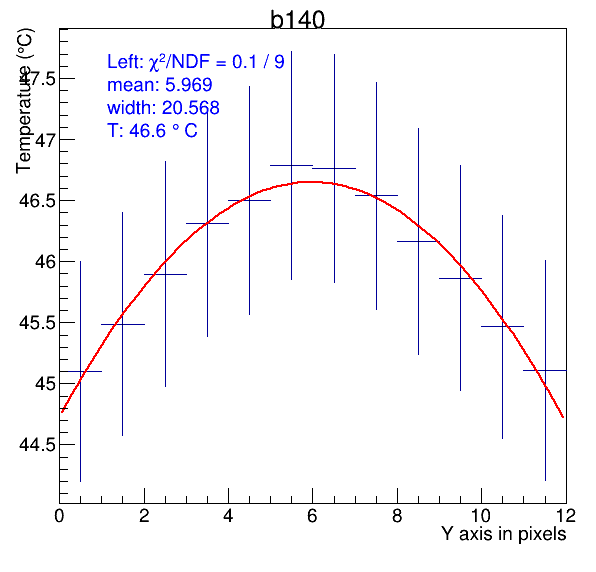 b140
Temperature (°C)
Left: χ²/NDF = 0.1 / 9
mean: 5.969
width: 20.568
T: 46.6 ° C
47.5
47
46.5
46
45.5
45
44.5
0 2 4 6 8 10 12
Y axis in pixels